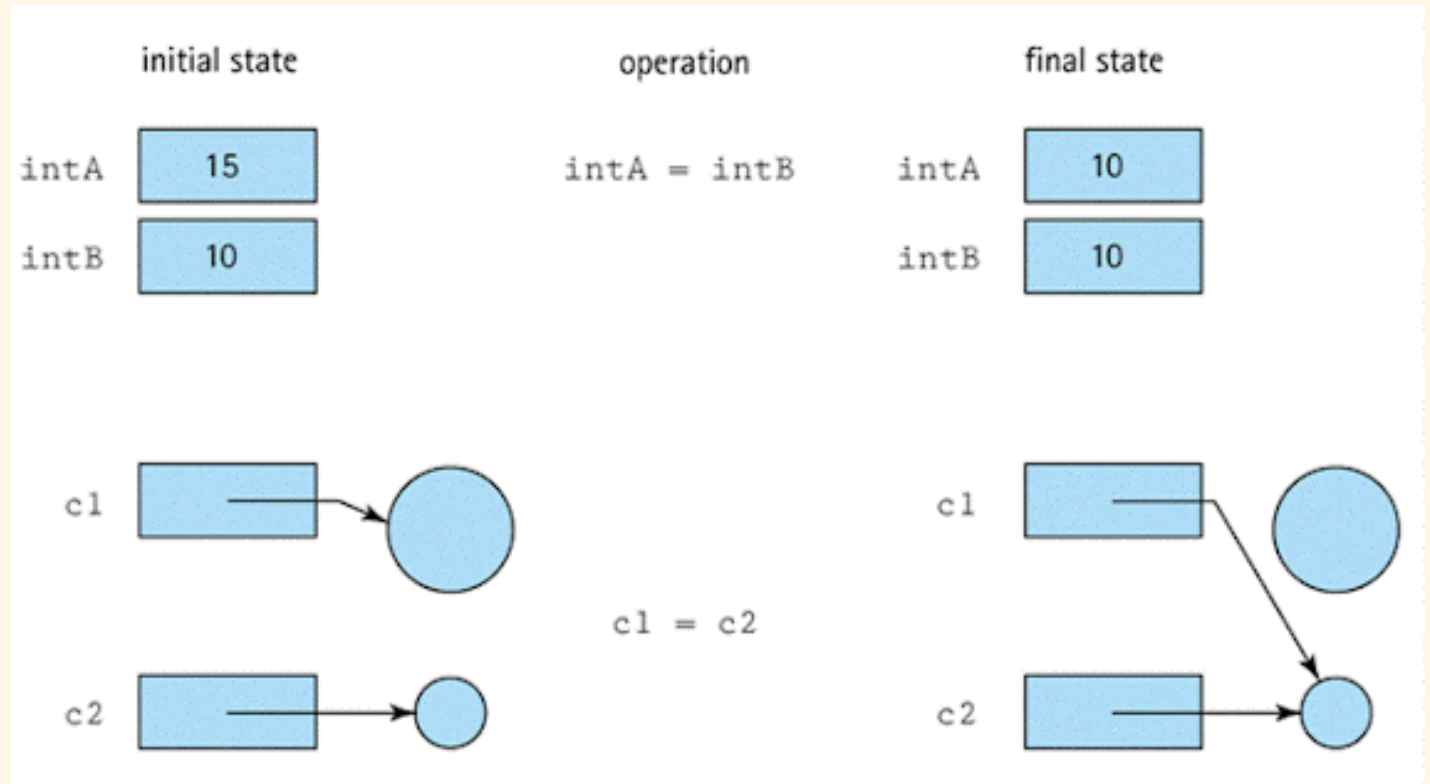 initial state operation final state
intA 15 intA = intB intA 10
intB 10 intB 10
c1 c1
c1 = c2
c2 c2